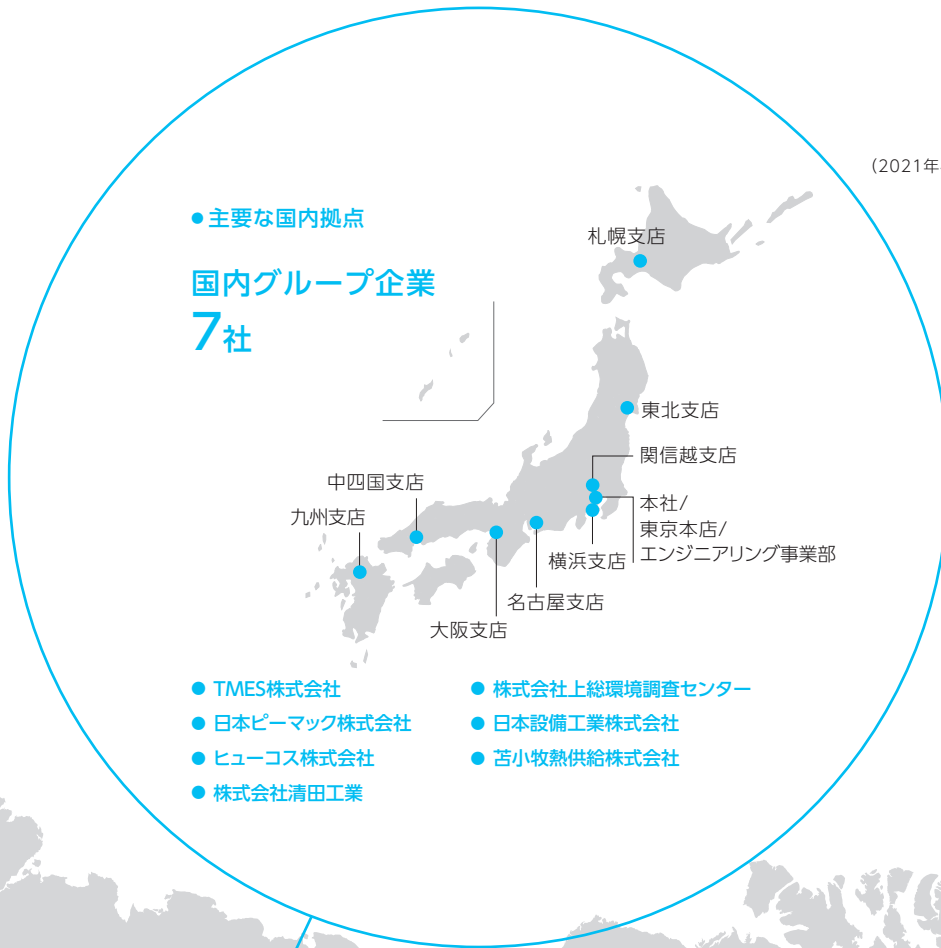 （2021年
● 主要な国内拠点
国内グループ企業
7社
札幌支店
東北支店
関信越支店
本社/
東京本店/
エンジニアリング事業部
横浜支店
名古屋支店
大阪支店
中四国支店
九州支店
● TMES株式会社
● 日本ピーマック株式会社
● ヒューコス株式会社
● 株式会社清田工業
● 株式会社上総環境調査センター
● 日本設備工業株式会社
● 苫小牧熱供給株式会社